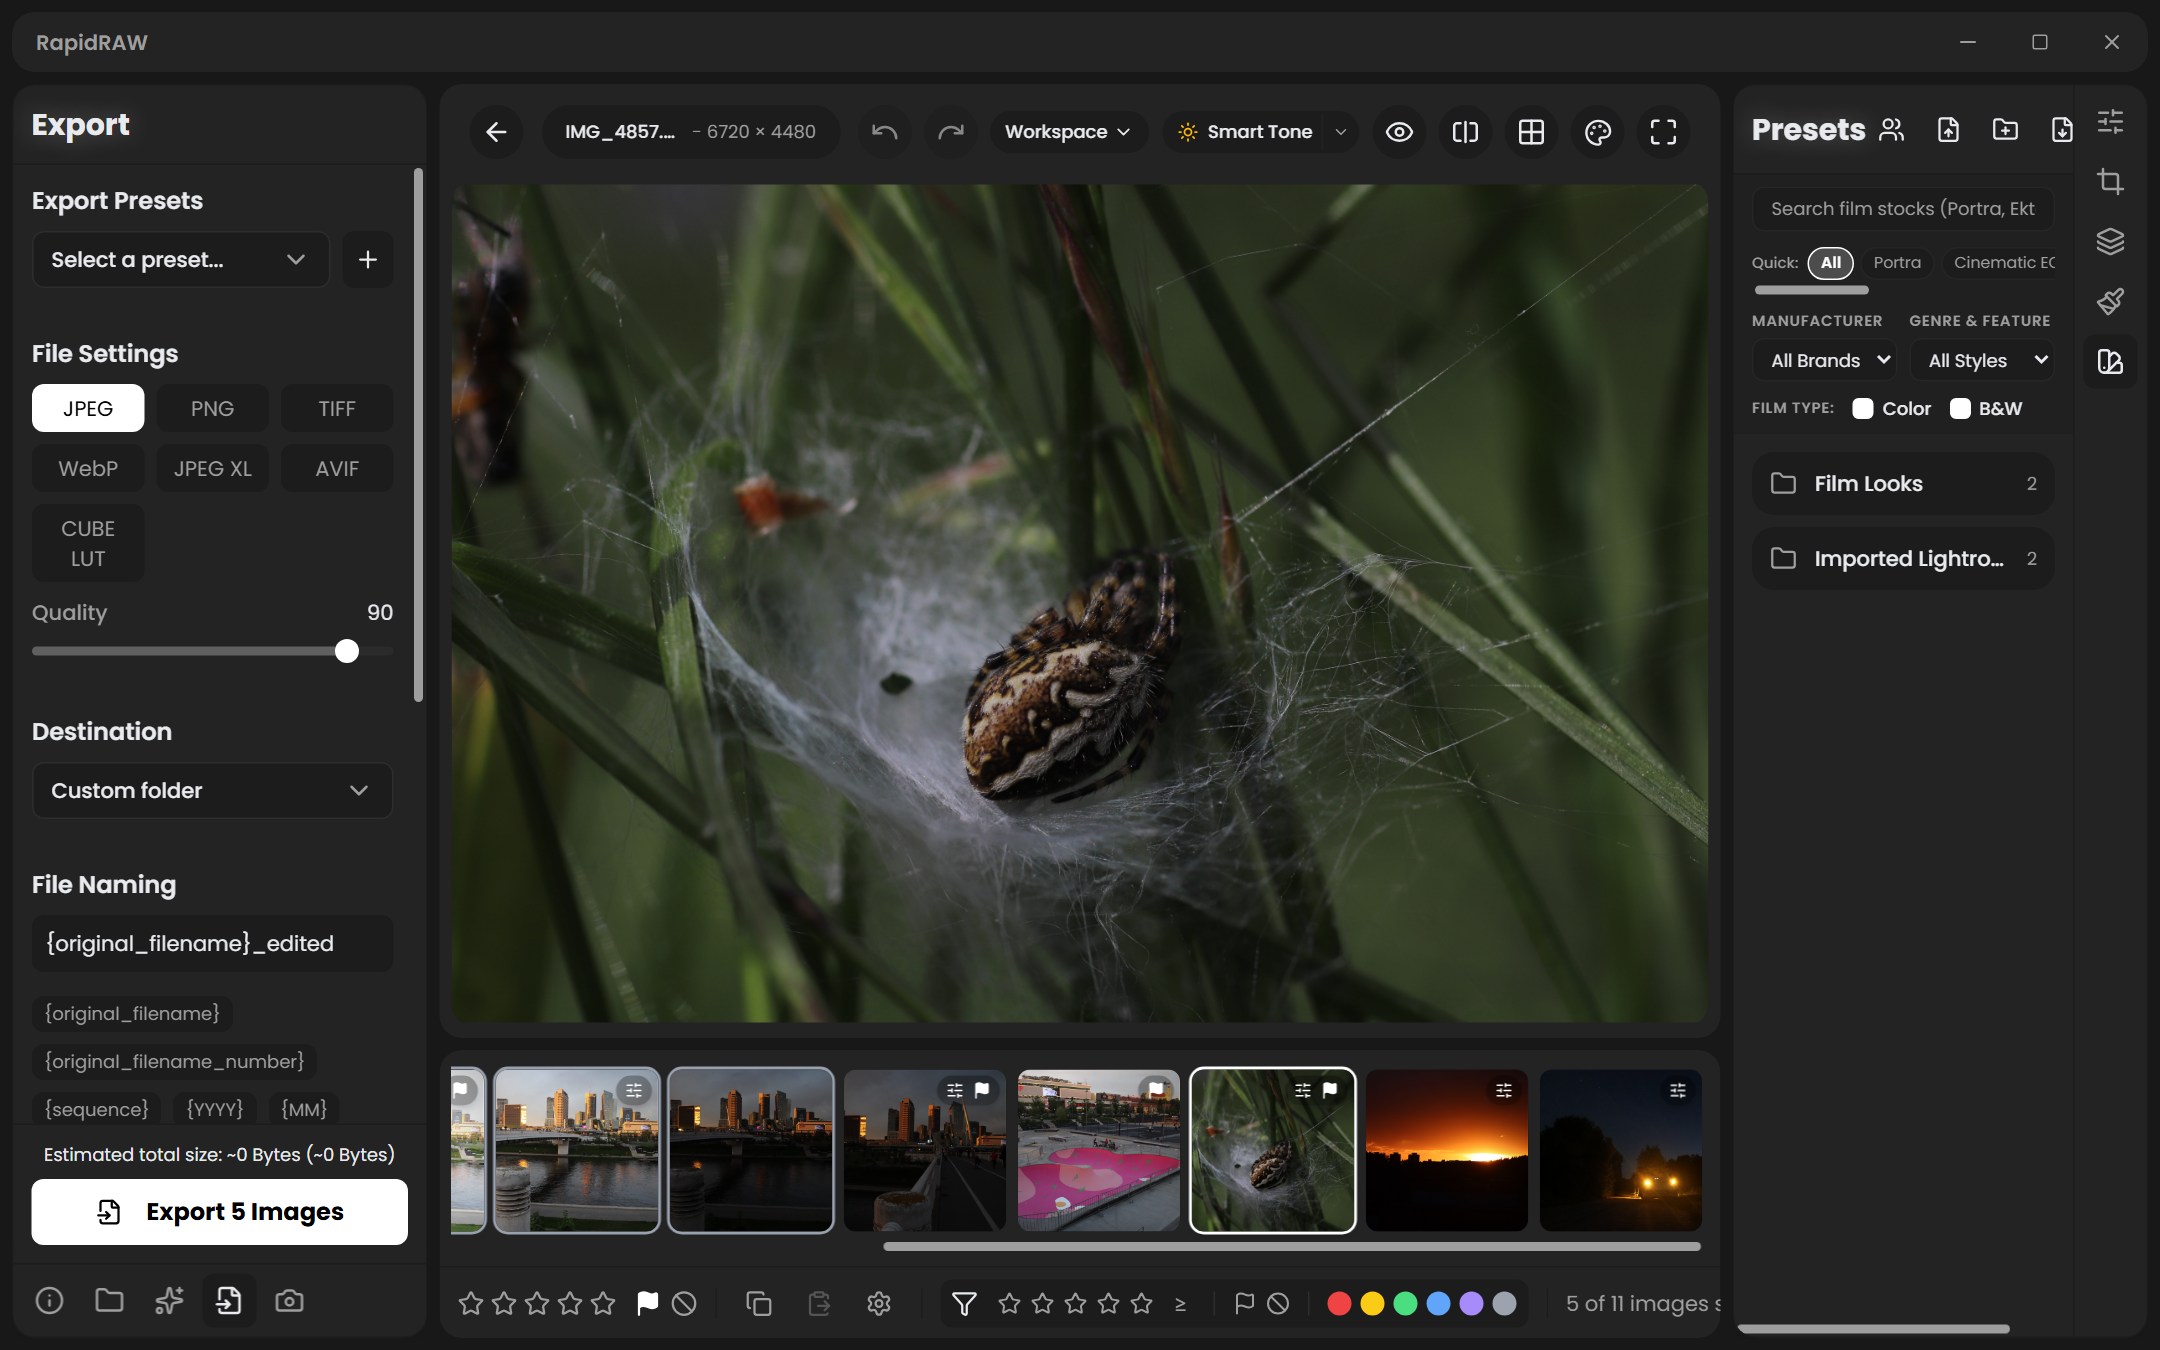 RapidRAW
Export
Export Presets
Select a preset...
File Settings
JPEG
PNG
TIFF
WebP
JPEG XL
AVIF
CUBE
LUT
Quality
90
Destination
Custom folder
File Naming
{original_filename}_edited
{original_filename}
{original_filename_number}
{sequence}
{YYYY}
{MM}
Estimated total size: ~0 Bytes (~0 Bytes)
Export 5 Images
IMG_4857....
- 6720 × 4480
Workspace
Smart Tone
≥
5 of 11 images s
Presets
Search film stocks (Portra, Ekt
Quick:
All
Portra
Cinematic EC
MANUFACTURER
GENRE & FEATURE
All Brands
All Styles
FILM TYPE:
Color
B&W
Film Looks
2
Imported Lightro...
2